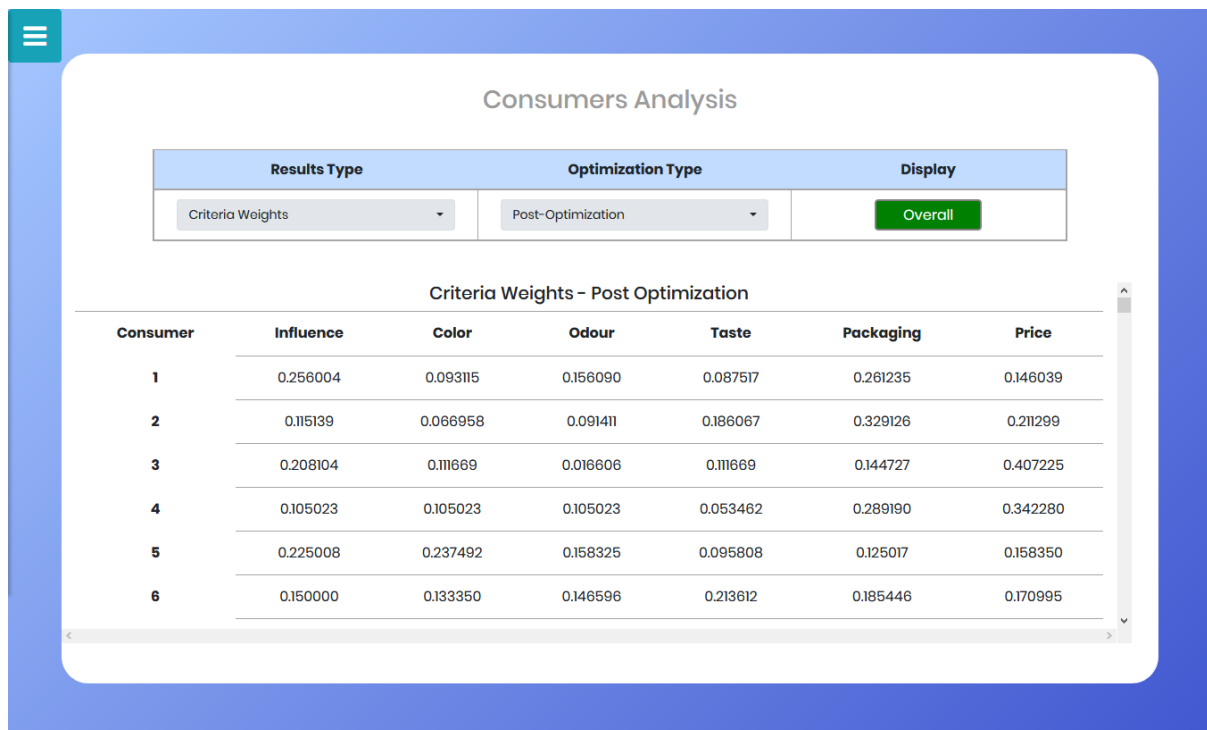 Consumers Analysis
Results Type Optimization Type Display
Criteria Weights Post-Optimization Overall
Criteria Weights - Post Optimization
Consumer Influence Color Odour Taste Packaging Price
1 0.256004 0.093115 0.156090 0.087517 0.261235 0.146039
2 0.115139 0.066958 0.091411 0.186067 0.329126 0.211299
3 0.208104 0.111669 0.016606 0.111669 0.144727 0.407225
4 0.105023 0.105023 0.105023 0.053462 0.289190 0.342280
5 0.225008 0.237492 0.158325 0.095808 0.125017 0.158350
6 0.150000 0.133350 0.146596 0.213612 0.185446 0.170995